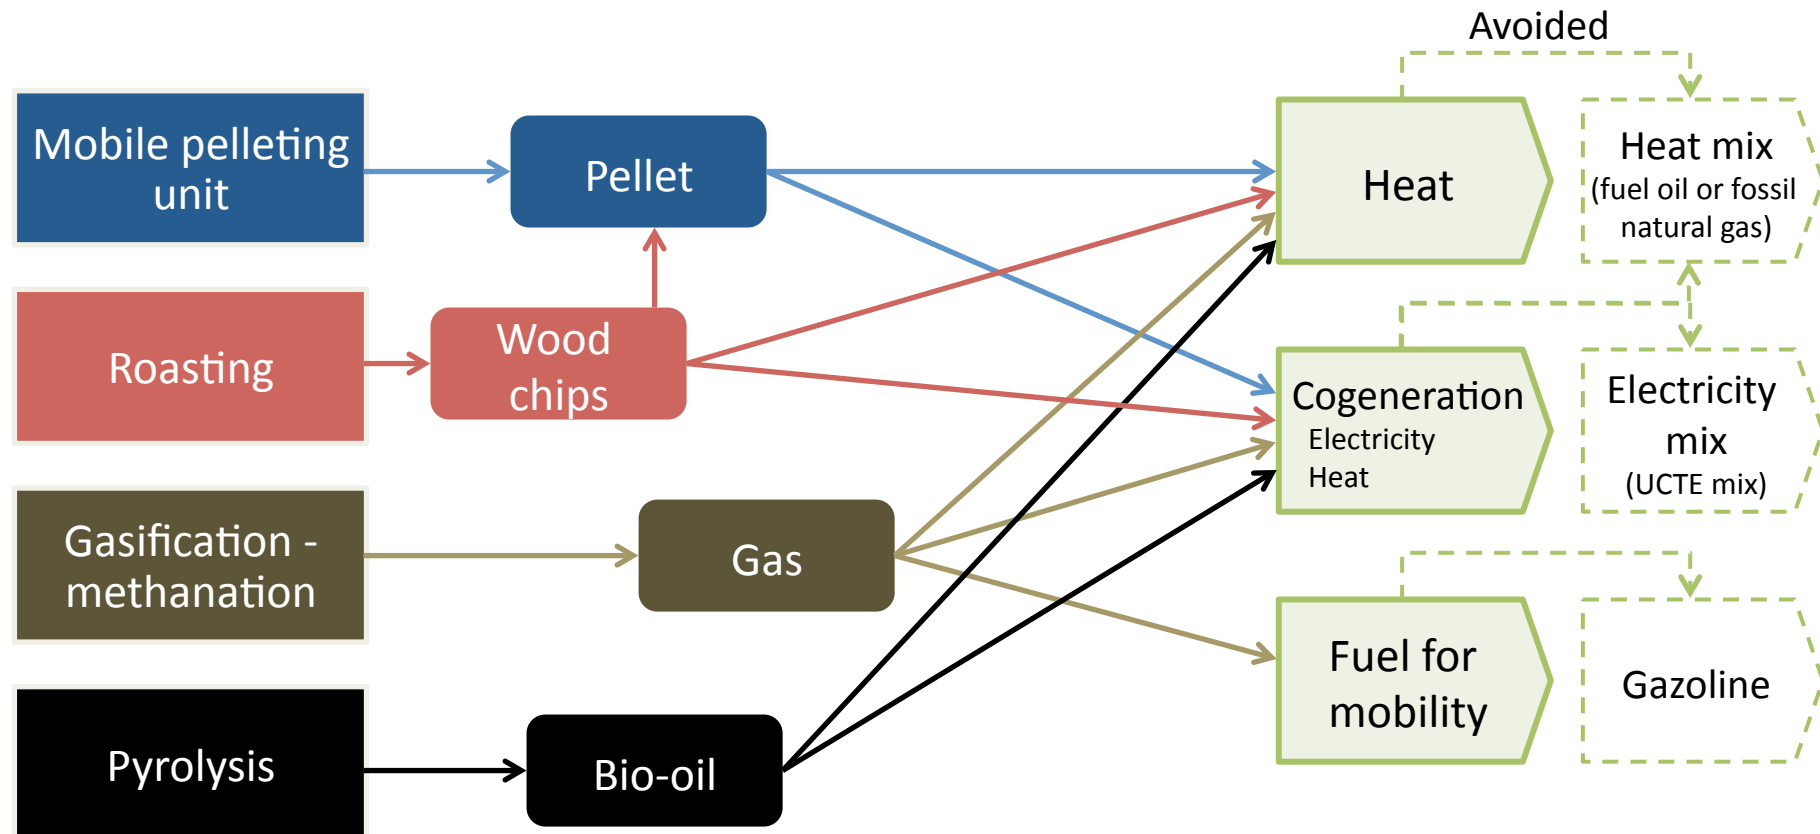 Avoided
Mobile pelleting
unit
Pellet
Heat
Heat mix
(fuel oil or fossil
natural gas)
Roasting
Wood
chips
Cogeneration
Electricity
Heat
Electricity
mix
(UCTE mix)
Gasification -
methanation
Gas
Fuel for
mobility
Gazoline
Pyrolysis
Bio-oil